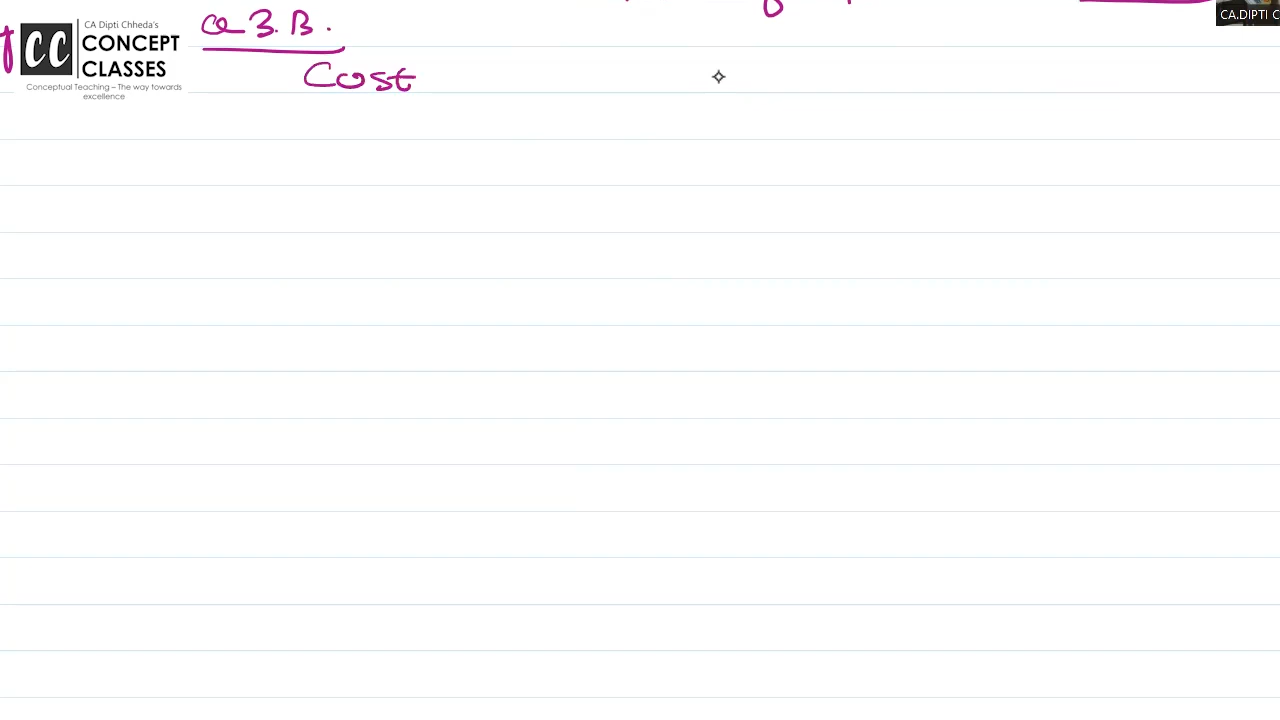 CA.DIPTI C
Q 3. B.
CC
CA Dipti Chheda's
CONCEPT
CLASSES
Conceptual Teaching – The way towards
excellence
Cost